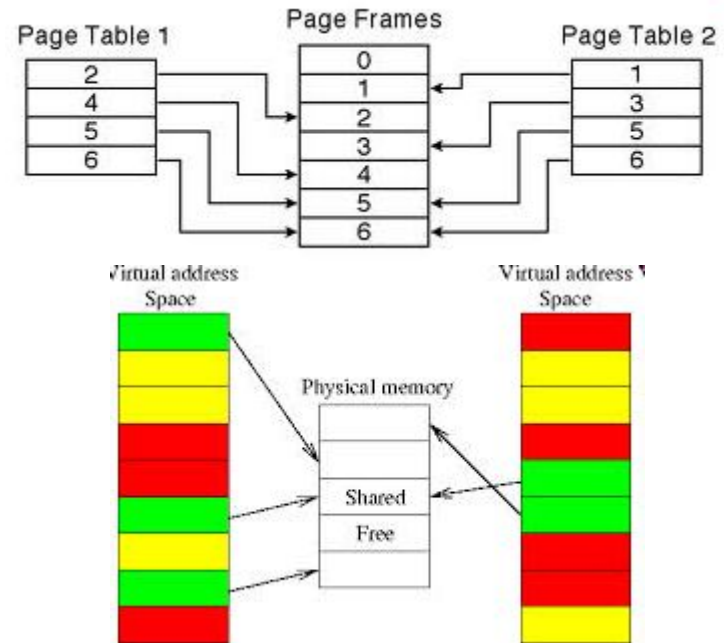 Page Table 1
Page Frames
Page Table 2
2
4
5
6
0
1
2
3
4
5
6
1
3
5
6
Virtual address
Space
Virtual address
Space
Physical memory
Shared
Free